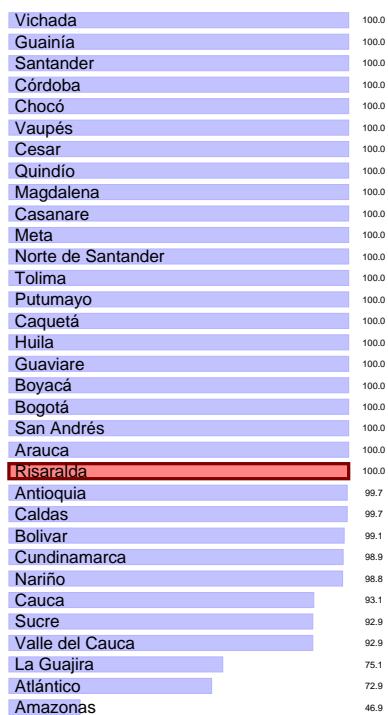 Vichada 100.0
Guainía 100.0
Santander 100.0
Córdoba 100.0
Chocó 100.0
Vaupés 100.0
Cesar 100.0
Quindío 100.0
Magdalena 100.0
Casanare 100.0
Meta 100.0
Norte de Santander 100.0
Tolima 100.0
Putumayo 100.0
Caquetá 100.0
Huila 100.0
Guaviare 100.0
Boyacá 100.0
Bogotá 100.0
San Andrés 100.0
Arauca 100.0
Risaralda 100.0
Antioquia 99.7
Caldas 99.7
Bolivar 99.1
Cundinamarca 98.9
Nariño 98.8
Cauca 93.1
Sucre 92.9
Valle del Cauca 92.9
La Guajira 75.1
Atlántico 72.9
Amazonas 46.9